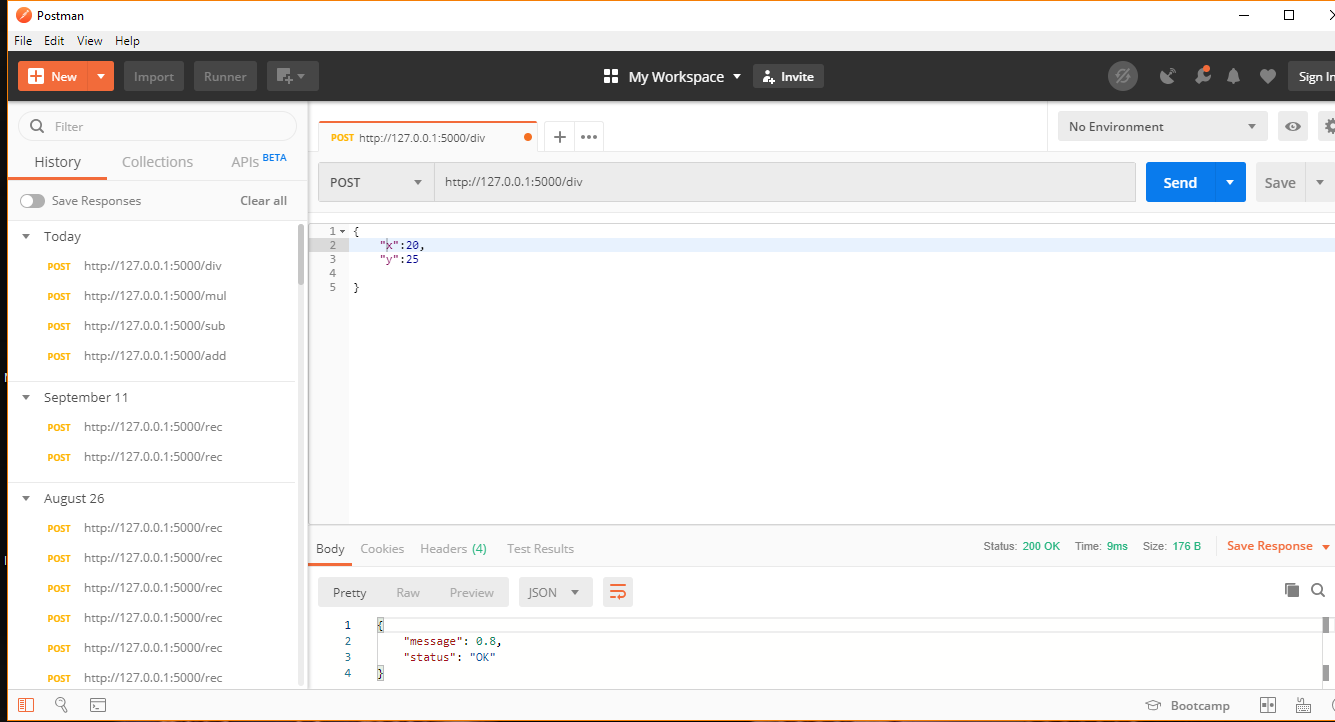 Postman
File Edit View Help
New Import Runner My Workspace Invite Sign In
Filter
History Collections APIs BETA
Save Responses Clear all
Today
POST http://127.0.0.1:5000/div
POST http://127.0.0.1:5000/mul
POST http://127.0.0.1:5000/sub
POST http://127.0.0.1:5000/add
September 11
POST http://127.0.0.1:5000/rec
POST http://127.0.0.1:5000/rec
August 26
POST http://127.0.0.1:5000/rec
POST http://127.0.0.1:5000/rec
POST http://127.0.0.1:5000/rec
POST http://127.0.0.1:5000/rec
POST http://127.0.0.1:5000/rec
POST http://127.0.0.1:5000/rec
POST http://127.0.0.1:5000/div
No Environment
POST http://127.0.0.1:5000/div Send Save
1 {
2 "x":20,
3 "y":25
4
5 }
Body Cookies Headers (4) Test Results Status: 200 OK Time: 9ms Size: 176 B Save Response
Pretty Raw Preview JSON
1 {
2 "message": 0.8,
3 "status": "OK"
4 }
Bootcamp